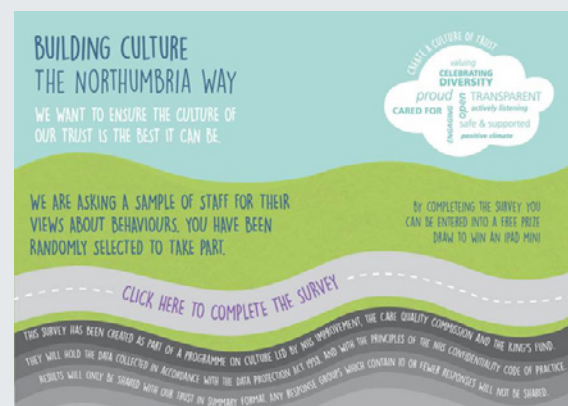 BUILDING CULTURE
THE NORTHUMBRIA WAY
WE WANT TO ENSURE THE CULTURE OF
OUR TRUST IS THE BEST IT CAN BE.
CREATE A CULTURE OF TRUST
valuing
CELEBRATING
DIVERSITY
proud
TRANSPARENT
CARED FOR
ENGAGING
open
actively listening
safe & supported
positive climate
WE ARE ASKING A SAMPLE OF STAFF FOR THEIR
VIEWS ABOUT BEHAVIOURS. YOU HAVE BEEN
RANDOMLY SELECTED TO TAKE PART.
BY COMPLETEING THE SURVEY YOU
CAN BE ENTERED INTO A FREE PRIZE
DRAW TO WIN AN IPAD MINI
CLICK HERE TO COMPLETE THE SURVEY
THIS SURVEY HAS BEEN CREATED AS PART OF A PROGRAMME ON CULTURE LED BY NHS IMPROVEMENT, THE CARE QUALITY COMMISSION AND THE KING'S FUND.
THEY WILL HOLD THE DATA COLLECTED IN ACCORDANCE WITH THE DATA PROTECTION ACT 1998, AND WITH THE PRINCIPLES OF THE NHS CONFIDENTIALITY CODE OF PRACTICE.
RESULTS WILL ONLY BE SHARED WITH OUR TRUST IN SUMMARY FORMAT. ANY RESPONSE GROUPS WHICH CONTAIN 10 OR FEWER RESPONSES WILL NOT BE SHARED.